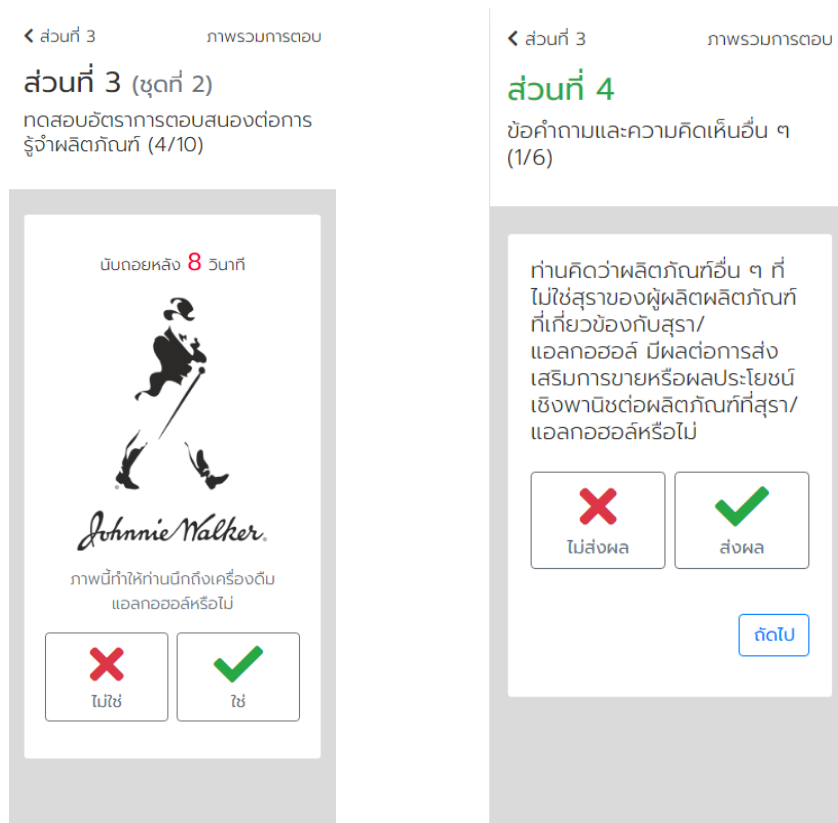 ส่วนที่ 3
ภาพรวมการตอบ
ส่วนที่ 3 (ชุดที่ 2)
ทดสอบอัตราการตอบสนองต่อการ
รู้จำผลิตภัณฑ์ (4/10)
นับถอยหลัง 8 วินาที
Johnnie Walker.
ภาพนี้ทำให้ท่านนึกถึงเครื่องดืม
แอลกอฮอล์หรือไม่
ไม่ใช่
ใช่
ส่วนที่ 3
ภาพรวมการตอบ
ส่วนที่ 4
ข้อคำถามและความคิดเห็นอื่น ๆ
(1/6)
ท่านคิดว่าผลิตภัณฑ์อื่น ๆ ที่
ไม่ใช่สุราของผู้ผลิตผลิตภัณฑ์
ที่เกี่ยวข้องกับสุรา/
แอลกอฮอล์ มีผลต่อการส่ง
เสริมการขายหรือผลประโยชน์
เชิงพานิชต่อผลิตภัณฑ์ที่สุรา/
แอลกอฮอล์หรือไม่
ไม่ส่งผล
ส่งผล
ถัดไป